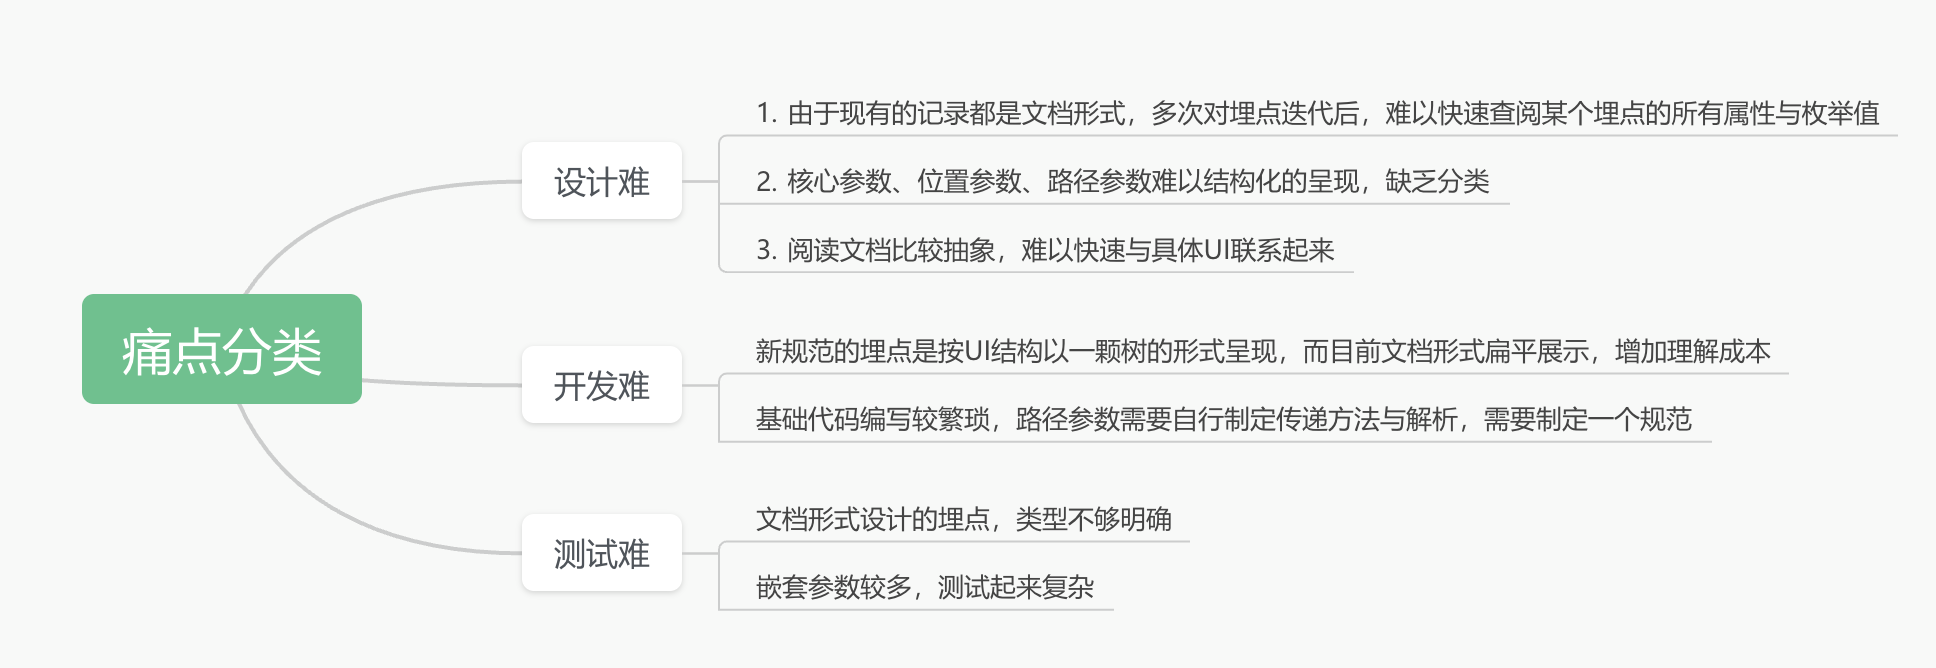 痛点分类
设计难
1. 由于现有的记录都是文档形式，多次对埋点迭代后，难以快速查阅某个埋点的所有属性与枚举值
2. 核心参数、位置参数、路径参数难以结构化的呈现，缺乏分类
3. 阅读文档比较抽象，难以快速与具体UI联系起来
开发难
新规范的埋点是按UI结构以一颗树的形式呈现，而目前文档形式扁平展示，增加理解成本
基础代码编写较繁琐，路径参数需要自行制定传递方法与解析，需要制定一个规范
测试难
文档形式设计的埋点，类型不够明确
嵌套参数较多，测试起来复杂